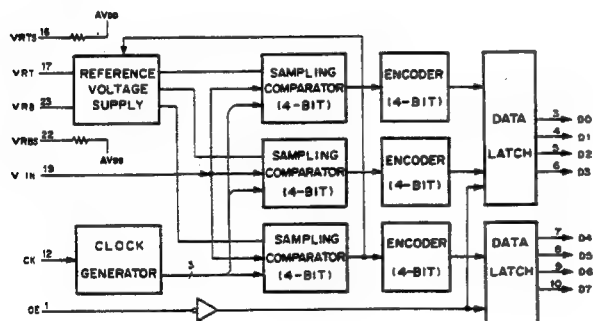 VRTS 16
AVDD
VRT 17
VRB 23
REFERENCE
VOLTAGE
SUPPLY
VRBS 22
AVDD
V IN 19
CK 12
CLOCK
GENERATOR
3
OE 1
SAMPLING
COMPARATOR
(4-BIT)
ENCODER
(4-BIT)
SAMPLING
COMPARATOR
(4-BIT)
ENCODER
(4-BIT)
SAMPLING
COMPARATOR
(4-BIT)
ENCODER
(4-BIT)
DATA
LATCH
3 D0
4 D1
5 D2
6 D3
DATA
LATCH
7 D4
8 D5
9 D6
10 D7